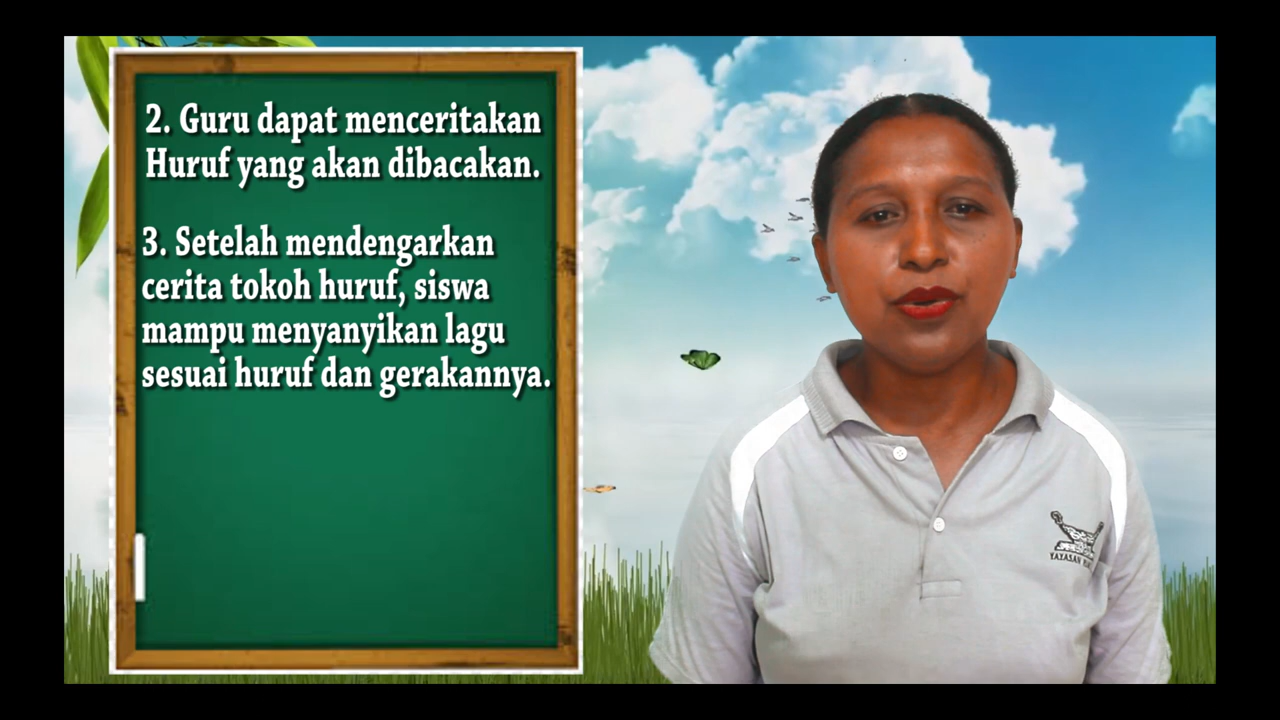 2. Guru dapat menceritakan
Huruf yang akan dibacakan.
3. Setelah mendengarkan
cerita tokoh huruf, siswa
mampu menyanyikan lagu
sesuai huruf dan gerakannya.
YAYASAN